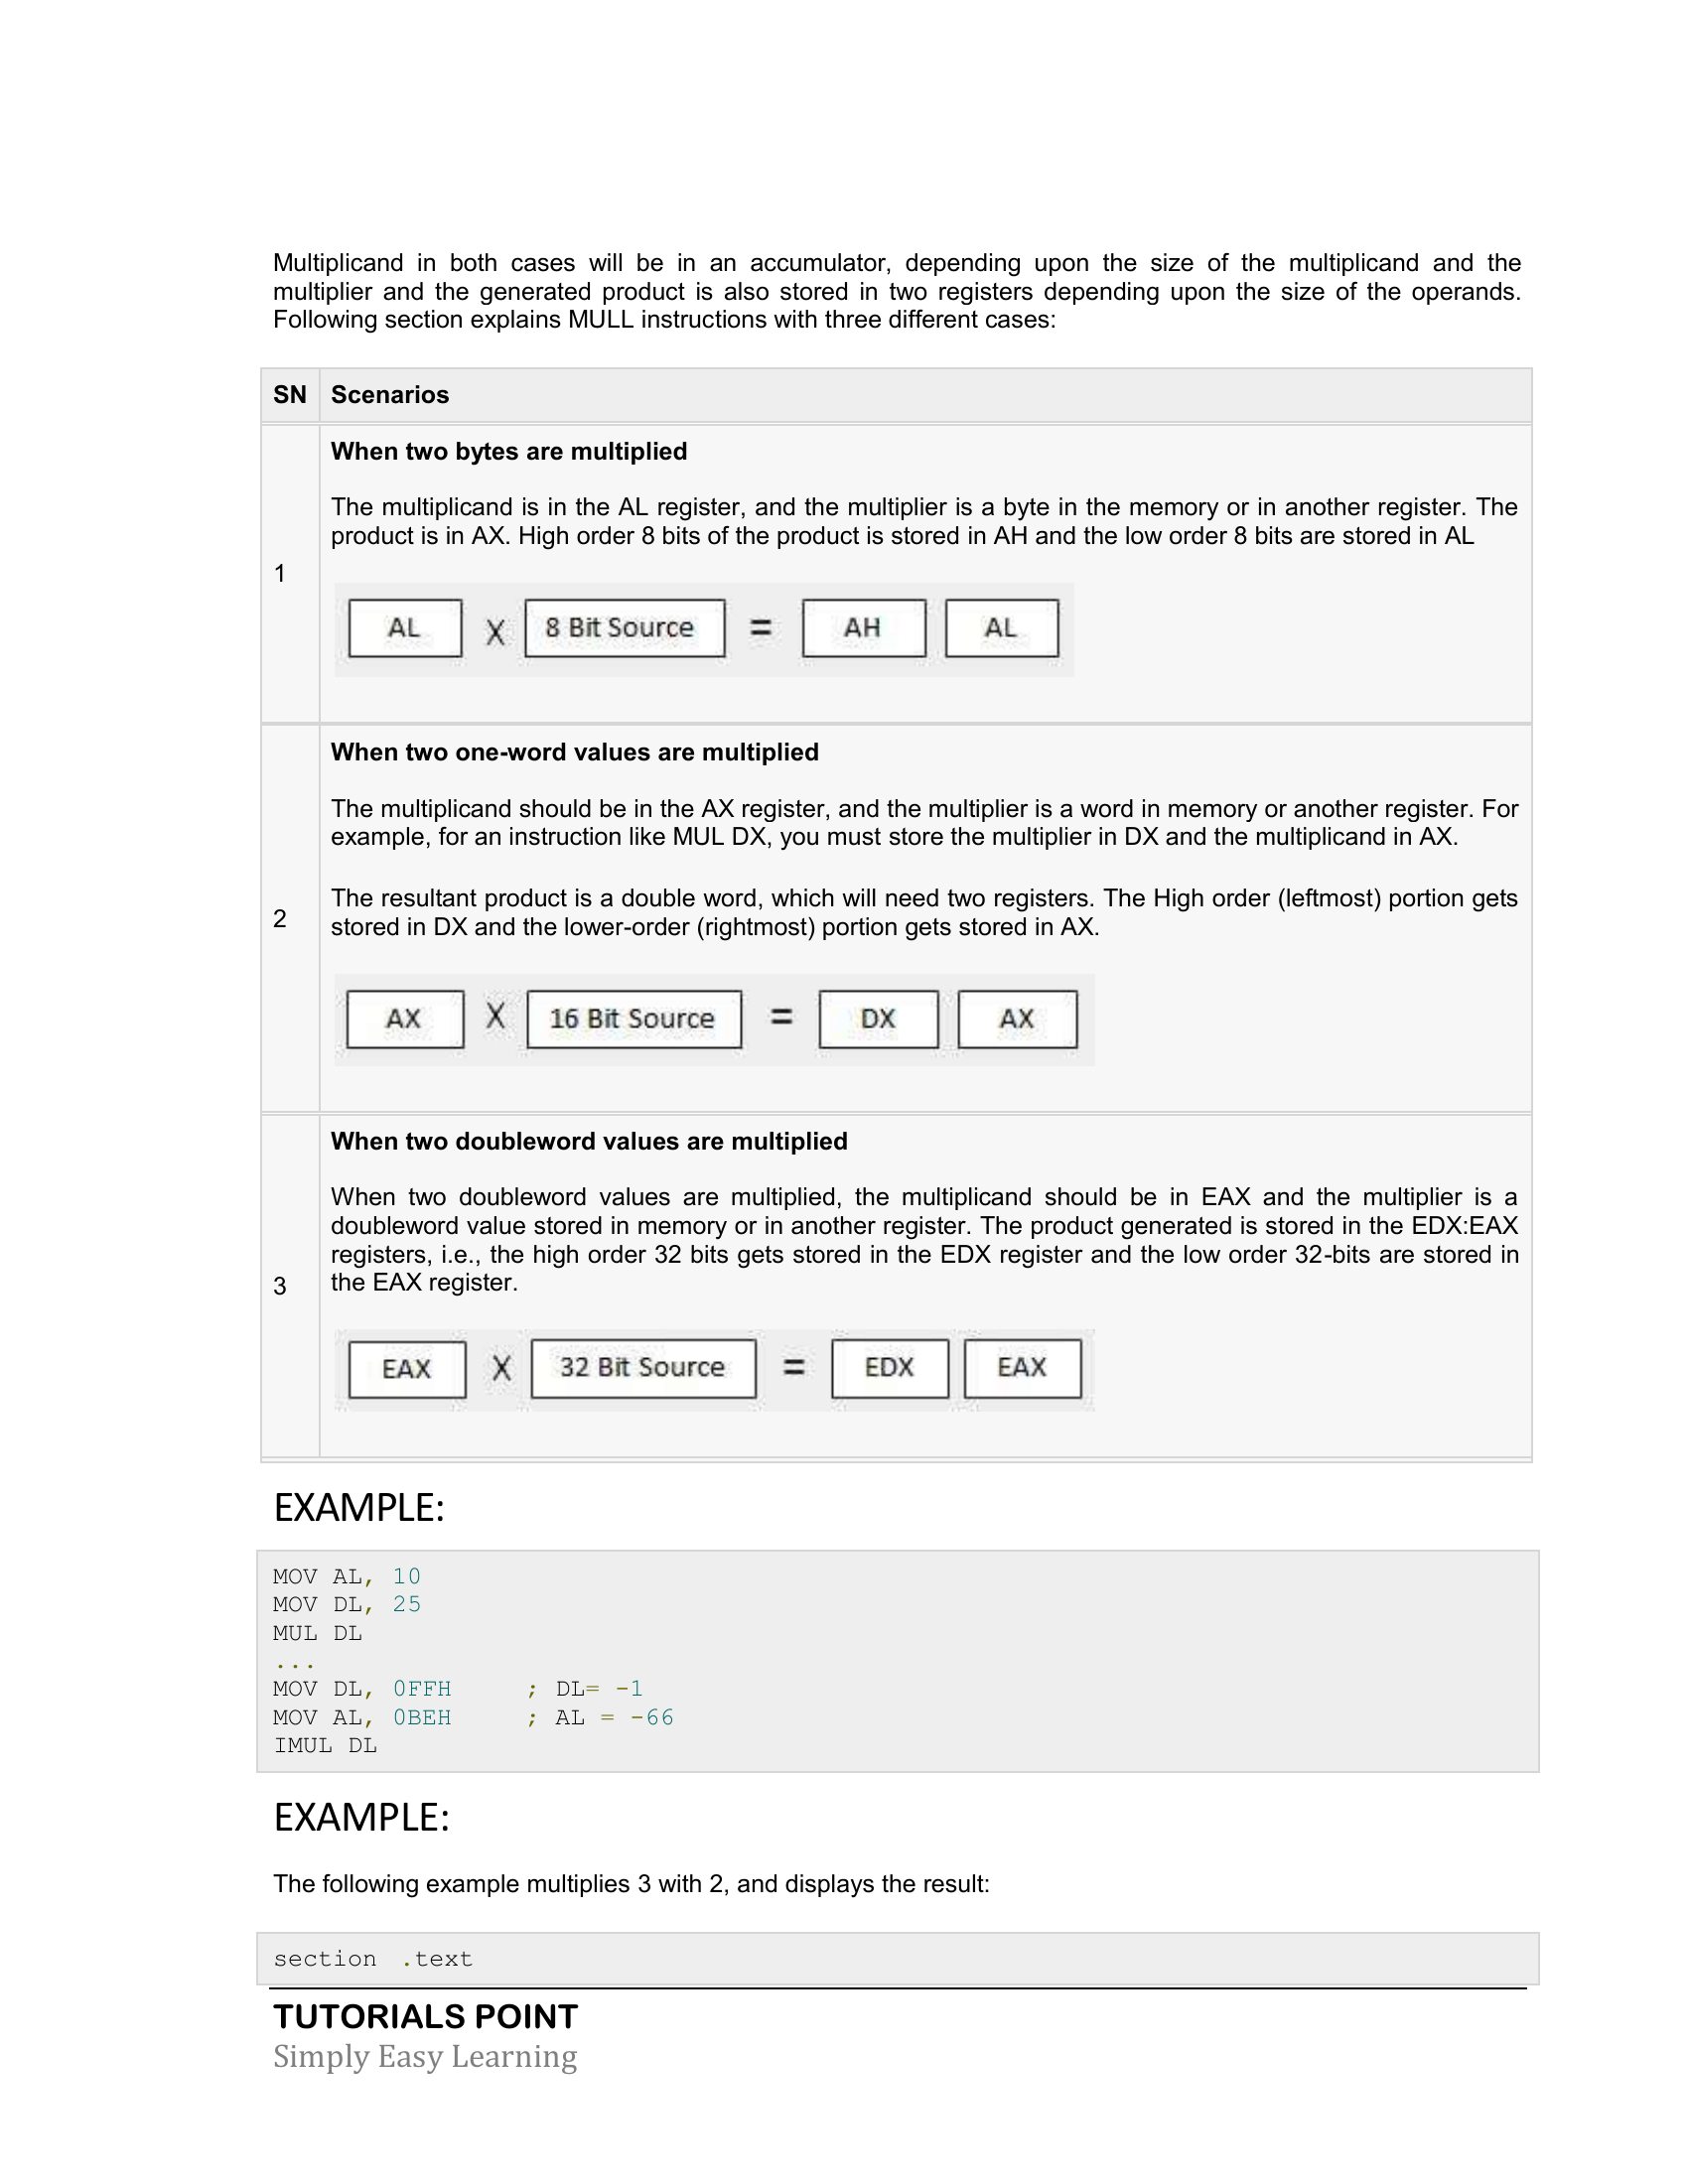 Multiplicand in both cases will be in an accumulator, depending upon the size of the multiplicand and the
multiplier and the generated product is also stored in two registers depending upon the size of the operands.
Following section explains MULL instructions with three different cases:
SN Scenarios
1
When two bytes are multiplied
The multiplicand is in the AL register, and the multiplier is a byte in the memory or in another register. The
product is in AX. High order 8 bits of the product is stored in AH and the low order 8 bits are stored in AL
AL X 8 Bit Source = AH AL
2
When two one-word values are multiplied
The multiplicand should be in the AX register, and the multiplier is a word in memory or another register. For
example, for an instruction like MUL DX, you must store the multiplier in DX and the multiplicand in AX.
The resultant product is a double word, which will need two registers. The High order (leftmost) portion gets
stored in DX and the lower-order (rightmost) portion gets stored in AX.
AX X 16 Bit Source = DX AX
3
When two doubleword values are multiplied
When two doubleword values are multiplied, the multiplicand should be in EAX and the multiplier is a
doubleword value stored in memory or in another register. The product generated is stored in the EDX:EAX
registers, i.e., the high order 32 bits gets stored in the EDX register and the low order 32-bits are stored in
the EAX register.
EAX X 32 Bit Source = EDX EAX
EXAMPLE:
MOV AL, 10
MOV DL, 25
MUL DL
...
MOV DL, 0FFH     ; DL= -1
MOV AL, 0BEH     ; AL = -66
IMUL DL
EXAMPLE:
The following example multiplies 3 with 2, and displays the result:
section .text
TUTORIALS POINT
Simply Easy Learning